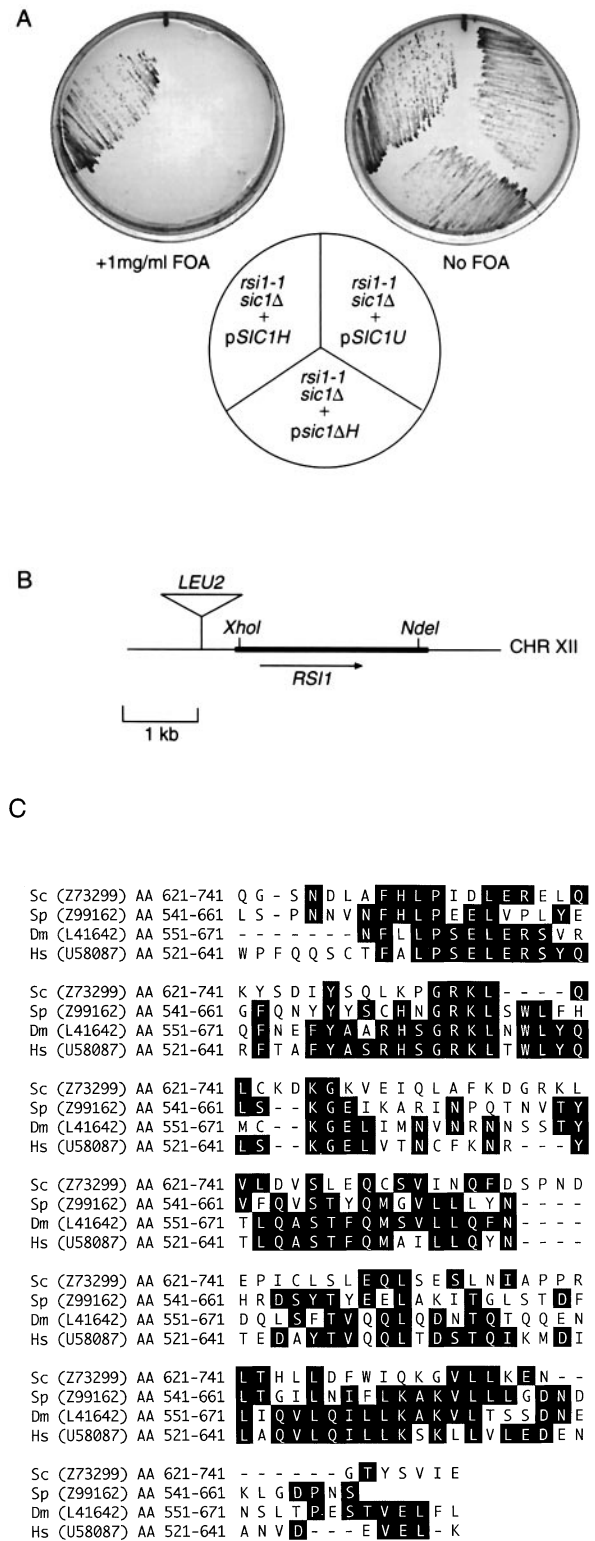 A
+1mg/ml FOA
No FOA
rsi1-1
sic1Δ
+
pSIC1H
rsi1-1
sic1Δ
+
pSIC1U
rsi1-1
sic1Δ
+
psic1ΔH
B
LEU2
XhoI
NdeI
CHR XII
RSI1
1 kb
C
Sc (Z73299) AA 621-741 Q G - S N D L A F H L P I D L E R E L Q
Sp (Z99162) AA 541-661 L S - P N N V N F H L P E E L V P L Y E
Dm (L41642) AA 551-671 - - - - - - - N F L L P S E L E R S V R
Hs (U58087) AA 521-641 W P F Q Q S C T F A L P S E L E R S Y Q
Sc (Z73299) AA 621-741 K Y S D I Y S Q L K P G R K L - - - - Q
Sp (Z99162) AA 541-661 G F Q N Y Y Y S C H N G R K L S W L F H
Dm (L41642) AA 551-671 Q F N E F Y A A R H S G R K L N W L Y Q
Hs (U58087) AA 521-641 R F T A F Y A S R H S G R K L T W L Y Q
Sc (Z73299) AA 621-741 L C K D K G K V E I Q L A F K D G R K L
Sp (Z99162) AA 541-661 L S - - K G E I K A R I N P Q T N V T Y
Dm (L41642) AA 551-671 M C - - K G E L I M N V N R N N S S T Y
Hs (U58087) AA 521-641 L S - - K G E L V T N C F K N R - - - Y
Sc (Z73299) AA 621-741 V L D V S L E Q C S V I N Q F D S P N D
Sp (Z99162) AA 541-661 V F Q V S T Y Q M G V L L L Y N - - - -
Dm (L41642) AA 551-671 T L Q A S T F Q M S V L L Q F N - - - -
Hs (U58087) AA 521-641 T L Q A S T F Q M A I L L Q Y N - - - -
Sc (Z73299) AA 621-741 E P I C L S L E Q L S E S L N I A P P R
Sp (Z99162) AA 541-661 H R D S Y T Y E E L A K I T G L S T D F
Dm (L41642) AA 551-671 D Q L S F T V Q Q L Q D N T Q T Q Q E N
Hs (U58087) AA 521-641 T E D A Y T V Q Q L T D S T Q I K M D I
Sc (Z73299) AA 621-741 L T H L L D F W I Q K G V L L K E N - -
Sp (Z99162) AA 541-661 L T G I L N I F L K A K V L L L G D N D
Dm (L41642) AA 551-671 L I Q V L Q I L L K A K V L T S S D N E
Hs (U58087) AA 521-641 L A Q V L Q I L L K S K L L V L E D E N
Sc (Z73299) AA 621-741 - - - - - - G T Y S V I E
Sp (Z99162) AA 541-661 K L G D P N S
Dm (L41642) AA 551-671 N S L T P E S T V E L F L
Hs (U58087) AA 521-641 A N V D - - - E V E L - K